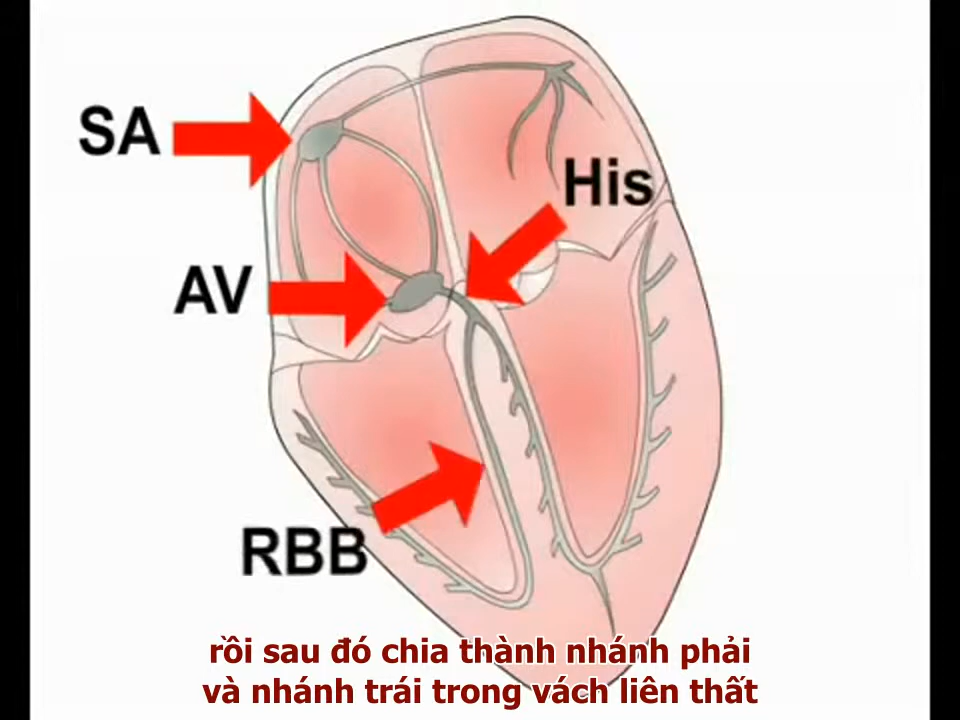 SA
His
AV
RBB
rồi sau đó chia thành nhánh phải
và nhánh trái trong vách liên thất